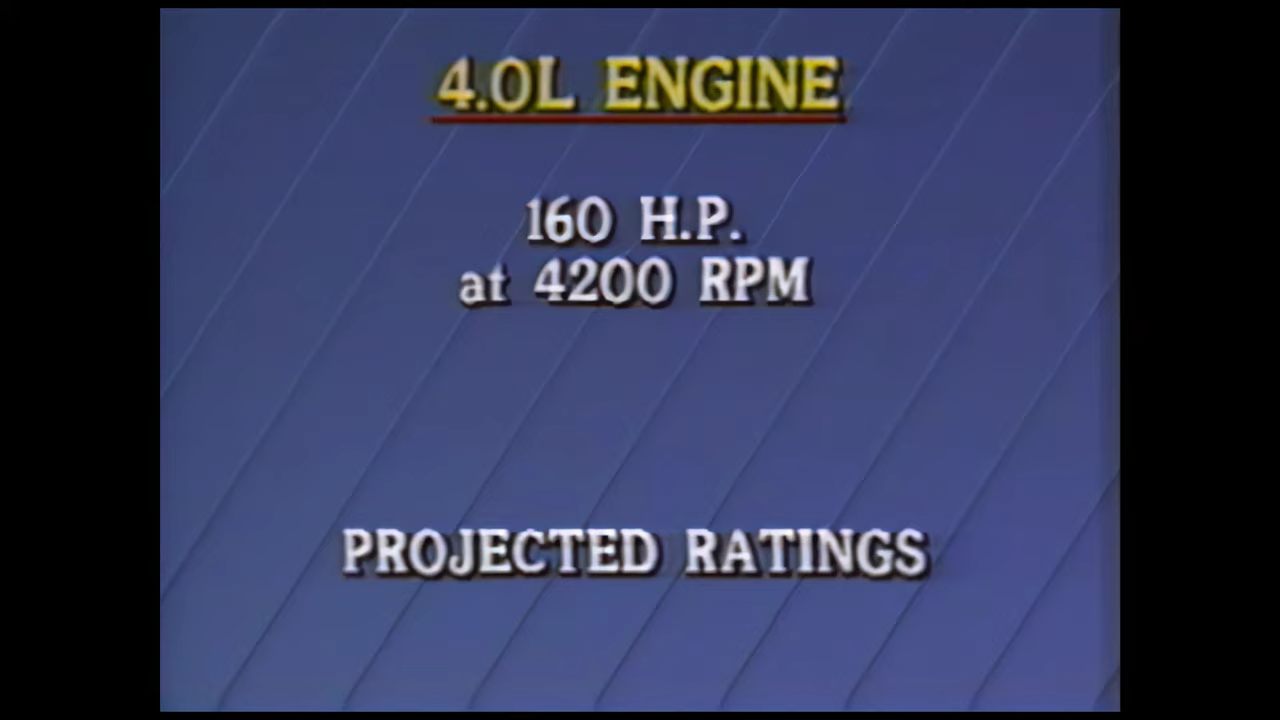 4.0L ENGINE
160 H.P.
at 4200 RPM
PROJECTED RATINGS